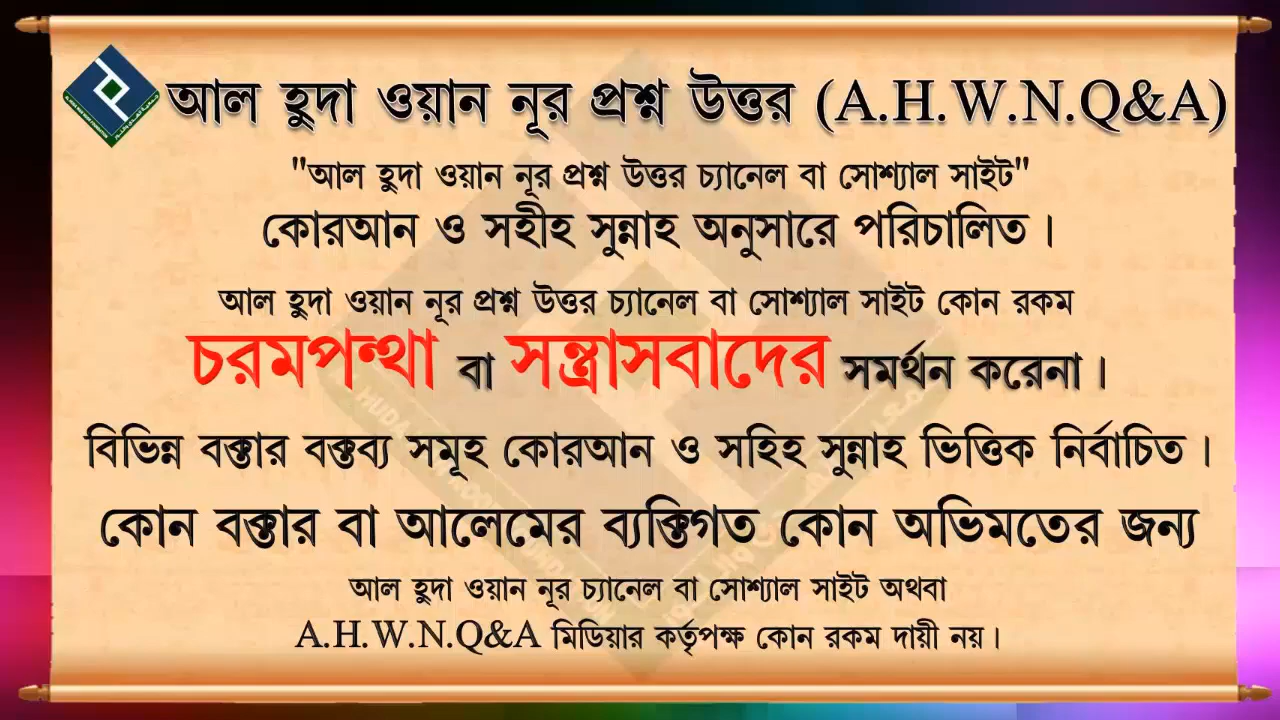 আল হুদা ওয়ান নূর প্রশ্ন উত্তর (A.H.W.N.Q&A)
"আল হুদা ওয়ান নূর প্রশ্ন উত্তর চ্যানেল বা সোশ্যাল সাইট"
কোরআন ও সহীহ সুন্নাহ অনুসারে পরিচালিত।
আল হুদা ওয়ান নূর প্রশ্ন উত্তর চ্যানেল বা সোশ্যাল সাইট কোন রকম
চরমপন্থা বা সন্ত্রাসবাদের সমর্থন করেনা।
বিভিন্ন বক্তার বক্তব্য সমূহ কোরআন ও সহিহ সুন্নাহ ভিত্তিক নির্বাচিত।
কোন বক্তার বা আলেমের ব্যক্তিগত কোন অভিমতের জন্য
আল হুদা ওয়ান নূর চ্যানেল বা সোশ্যাল সাইট অথবা
A.H.W.N.Q&A মিডিয়ার কর্তৃপক্ষ কোন রকম দায়ী নয়।